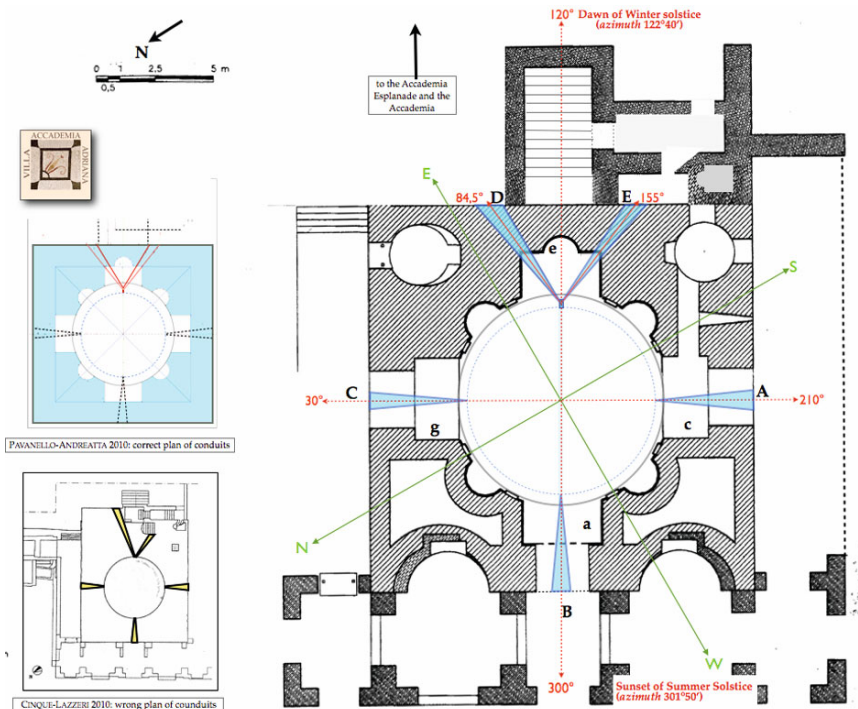 120° Dawn of Winter solstice
(azimuth 122°40')
N
0 1 2,5 5 m
0,5
to the Accademia
Esplanade and the
Accademia
ACCADEMIA
VILLA
ADRIANA
E
84,5°
D
E
155°
e
S
C
A
30°
210°
g
c
PAVANELLO-ANDREATTA 2010: correct plan of conduits
a
N
B
W
300°
Sunset of Summer Solstice
(azimuth 301°50')
CINQUE-LAZZERI 2010: wrong plan of counduits